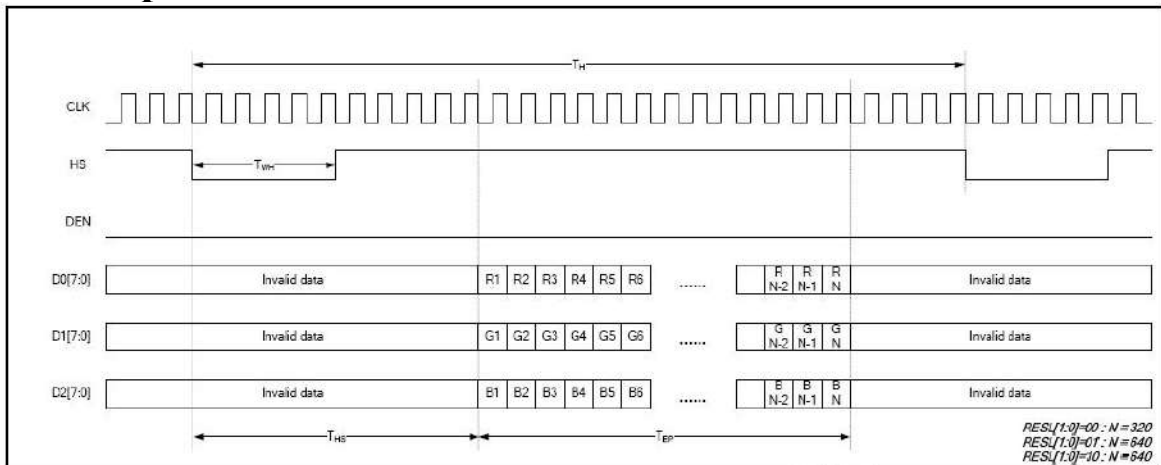 TH
CLK
HS
TWH
DEN
D0[7:0]
Invalid data
R1 R2 R3 R4 R5 R6
......
R N-2 R N-1 R N
Invalid data
D1[7:0]
Invalid data
G1 G2 G3 G4 G5 G6
......
G N-2 G N-1 G N
Invalid data
D2[7:0]
Invalid data
B1 B2 B3 B4 B5 B6
......
B N-2 B N-1 B N
Invalid data
THS
TEP
RESL[1:0]=00 : N = 320
RESL[1:0]=01 : N = 640
RESL[1:0]=10 : N = 640